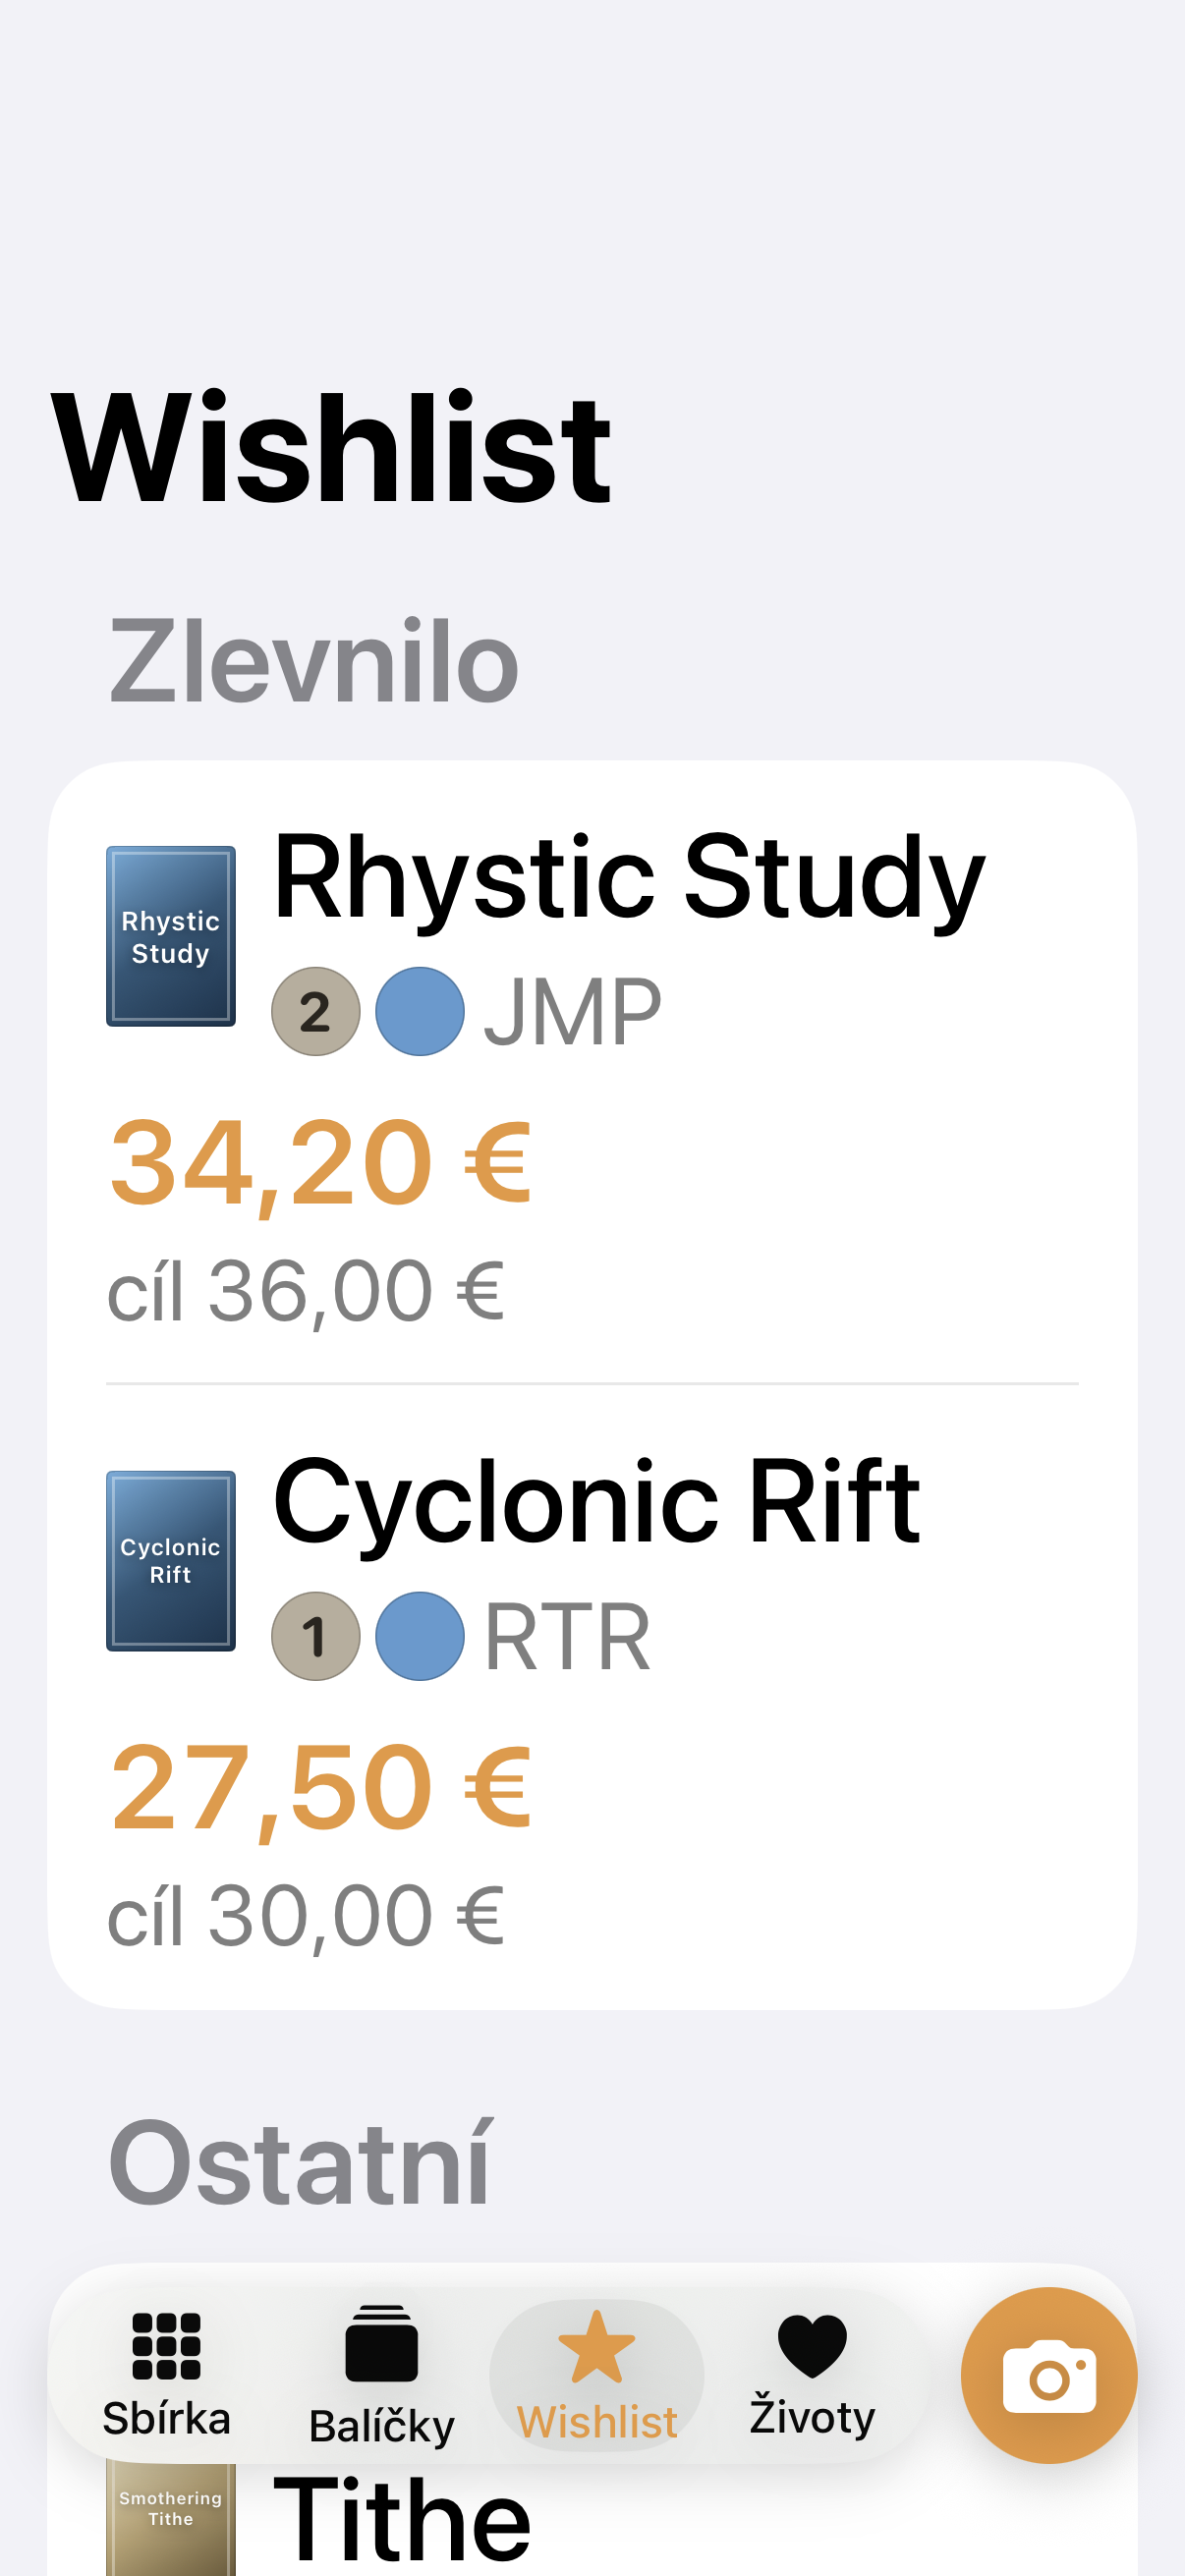 Wishlist
Zlevnilo
Rhystic
Study
Rhystic Study
2 JMP
34,20 €
cíl 36,00 €
Cyclonic
Rift
Cyclonic Rift
1 RTR
27,50 €
cíl 30,00 €
Ostatní
Sbírka
Balíčky
Wishlist
Životy
Smothering
Tithe
Tithe